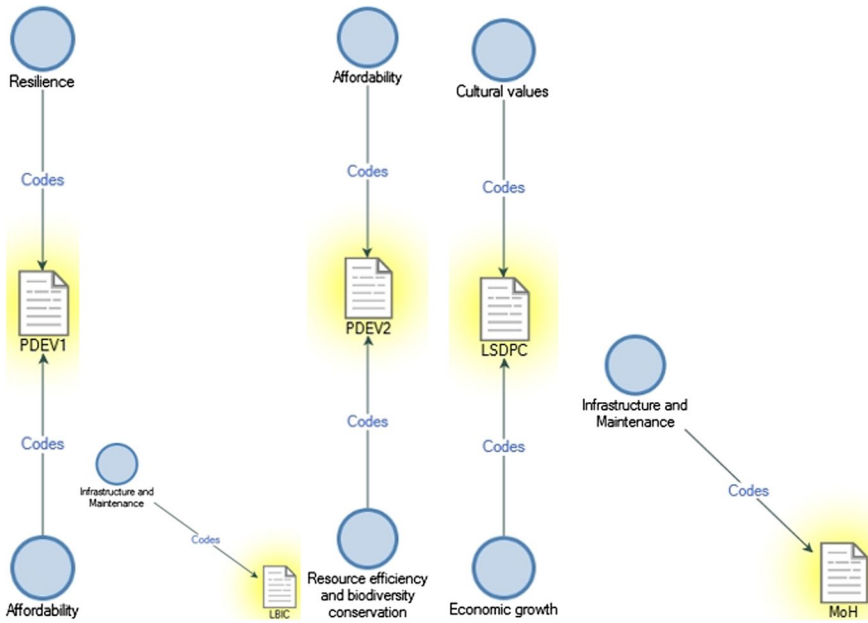 Resilience
Codes
PDEV1
Codes
Affordability
Infrastructure and
Maintenance
Codes
LBIC
Affordability
Codes
PDEV2
Codes
Resource efficiency
and biodiversity
conservation
Cultural values
Codes
LSDPC
Codes
Economic growth
Infrastructure and
Maintenance
Codes
MoH